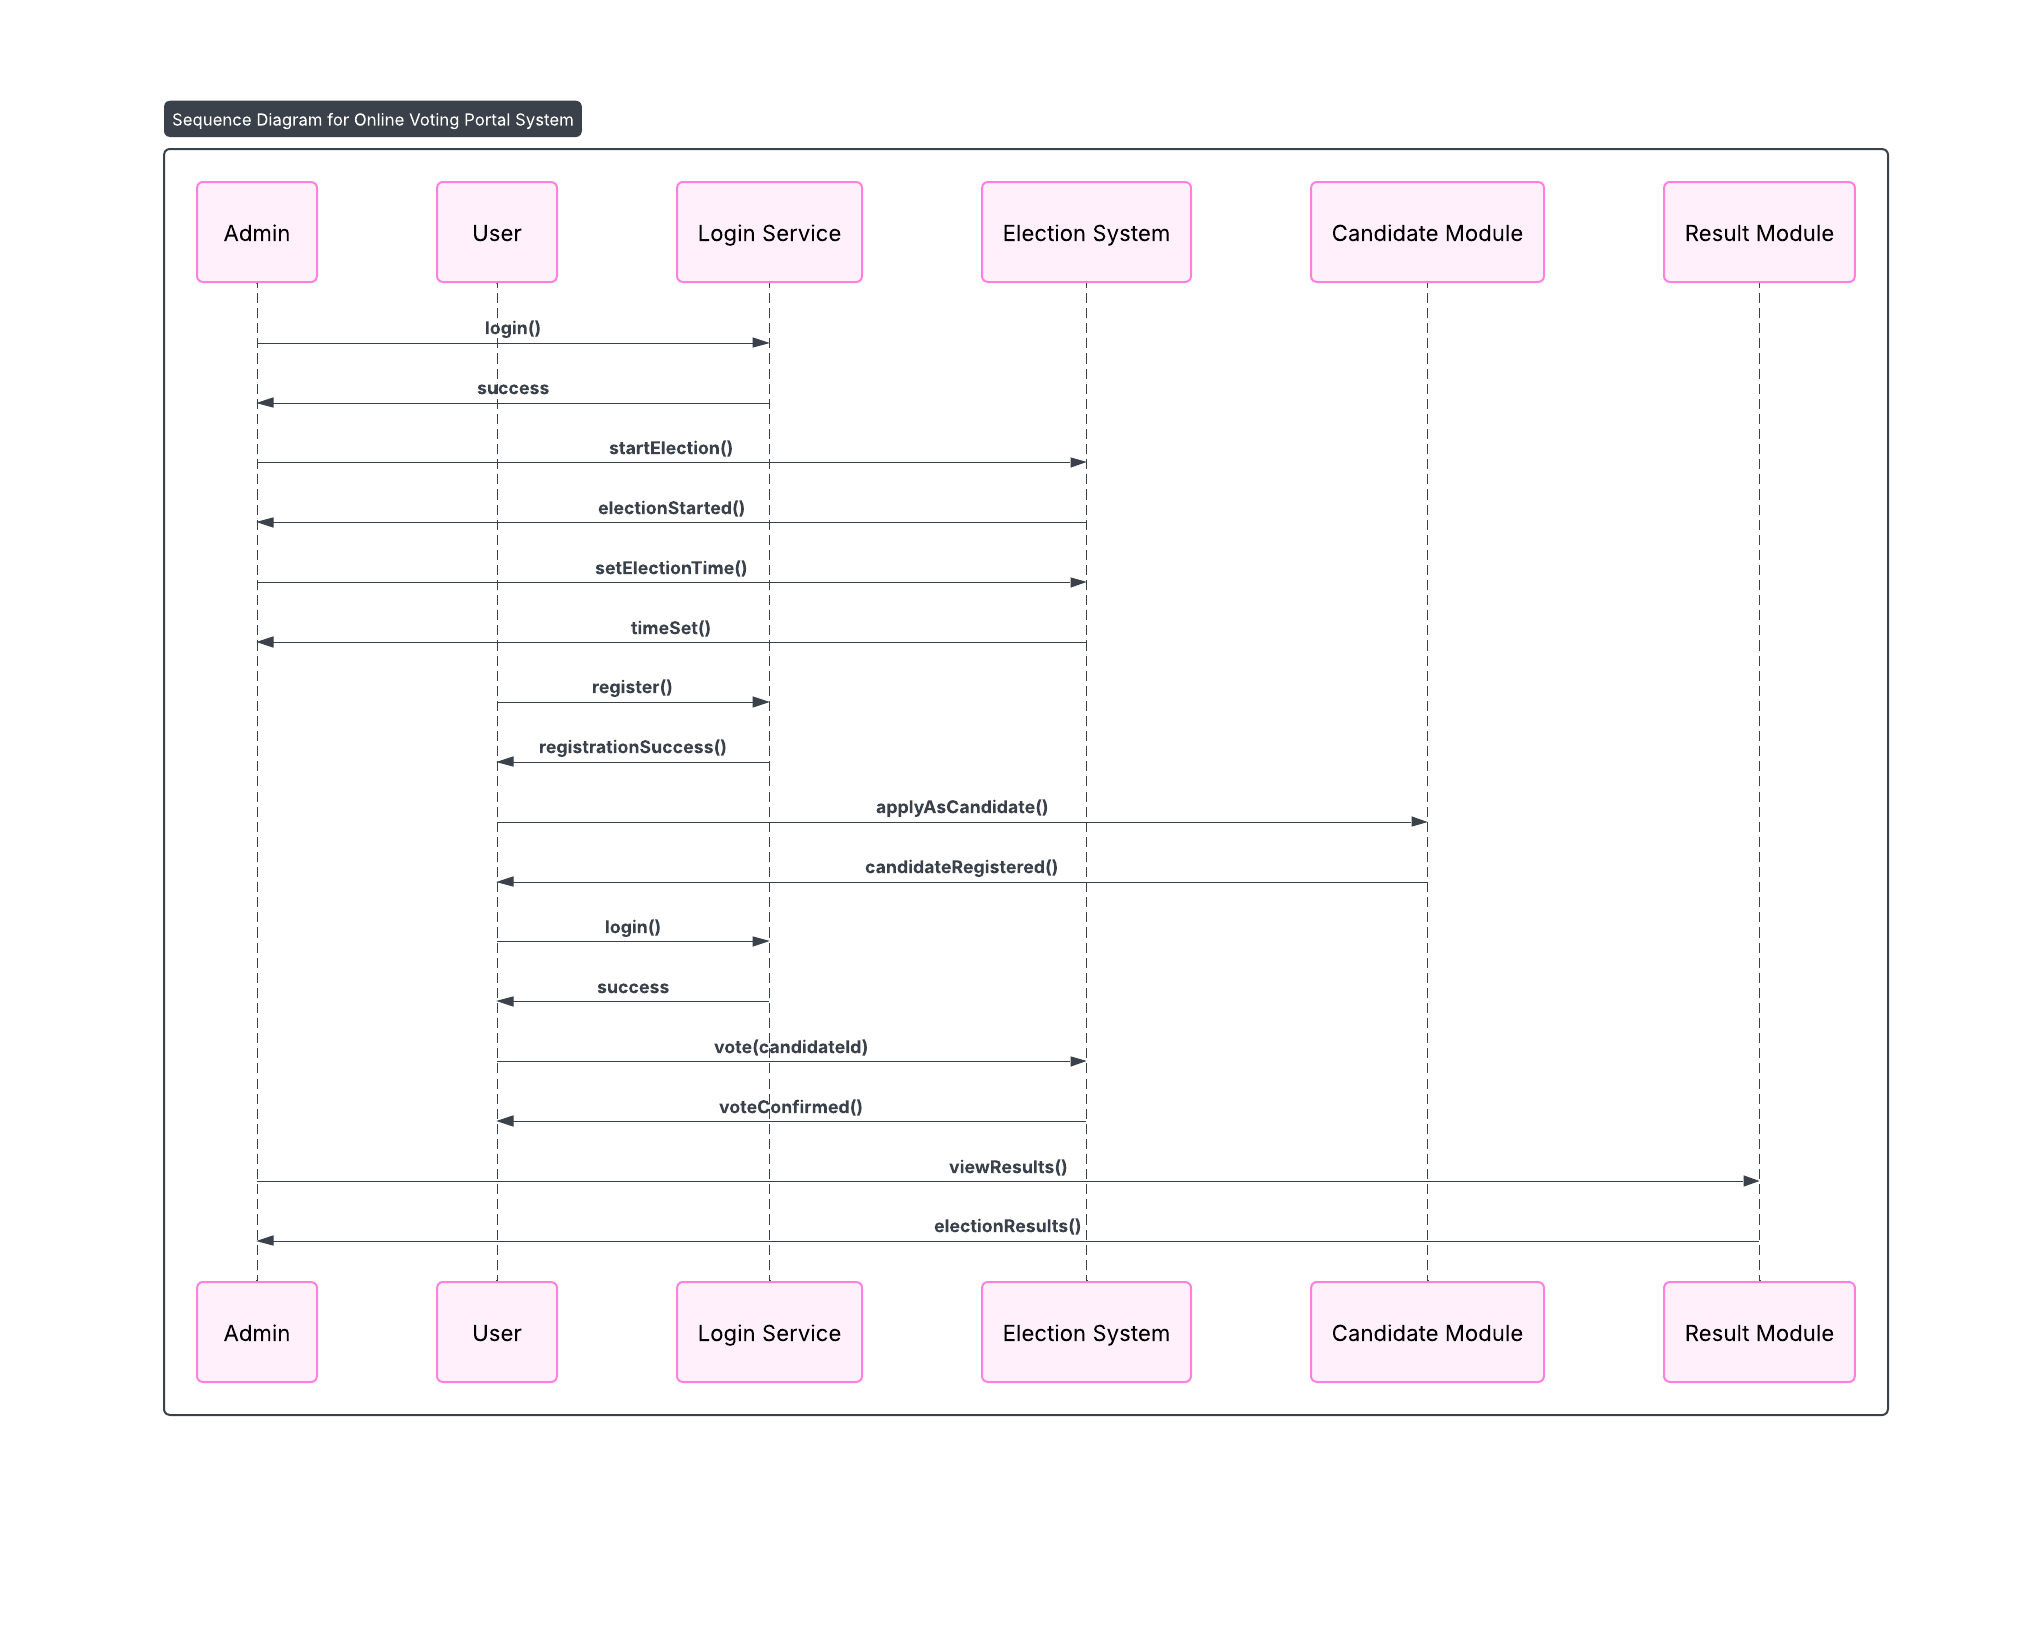 Sequence Diagram for Online Voting Portal System
Admin
User
Login Service
Election System
Candidate Module
Result Module
login()
success
startElection()
electionStarted()
setElectionTime()
timeSet()
register()
registrationSuccess()
applyAsCandidate()
candidateRegistered()
login()
success
vote(candidateId)
voteConfirmed()
viewResults()
electionResults()
Admin
User
Login Service
Election System
Candidate Module
Result Module